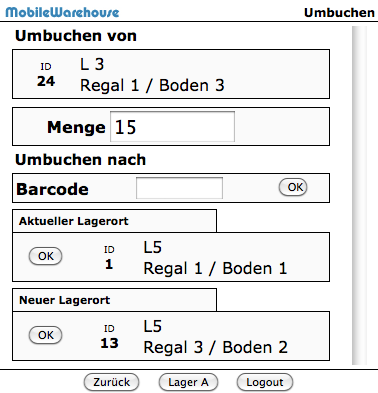 MobileWarehouse Umbuchen
Umbuchen von
ID L 3
24 Regal 1 / Boden 3
Menge 15
Umbuchen nach
Barcode OK
Aktueller Lagerort
OK ID L5
1 Regal 1 / Boden 1
Neuer Lagerort
OK ID L5
13 Regal 3 / Boden 2
Zurück Lager A Logout